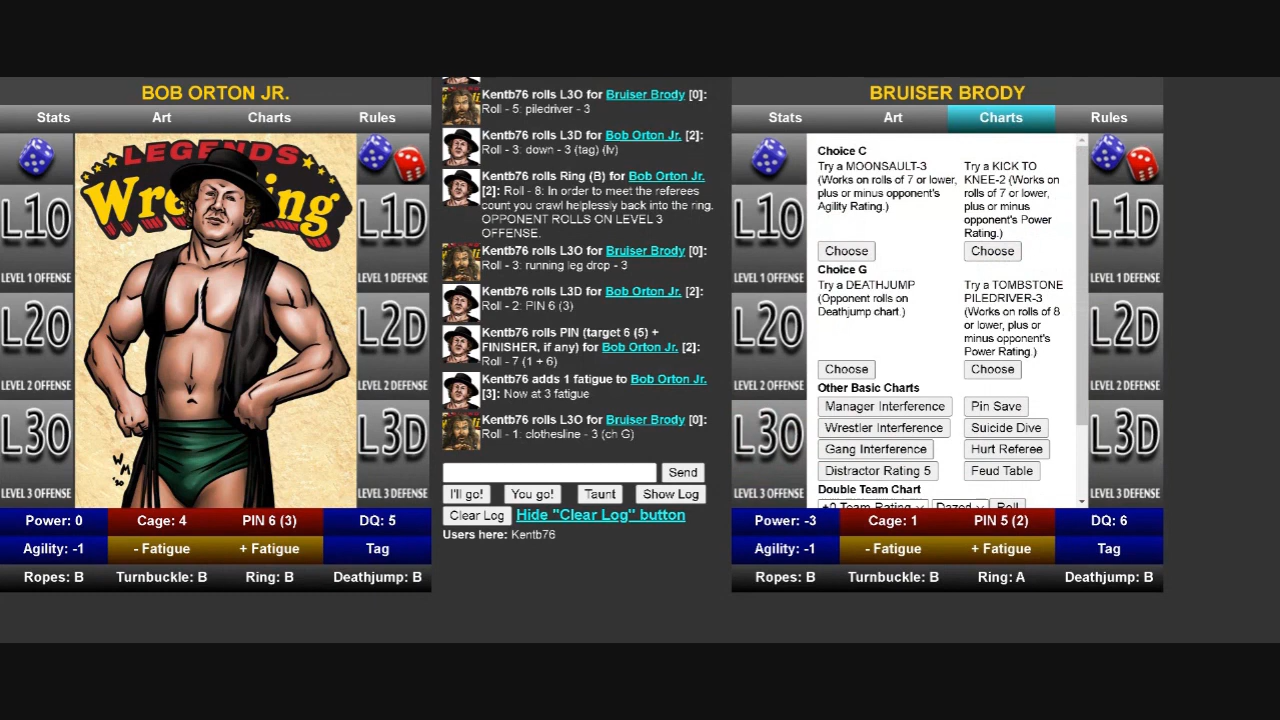 BOB ORTON JR.
Stats
Art
Charts
Rules
L1O
LEVEL 1 OFFENSE
L2O
LEVEL 2 OFFENSE
L3O
LEVEL 3 OFFENSE
LEGENDS
L1D
LEVEL 1 DEFENSE
L2D
LEVEL 2 DEFENSE
L3D
LEVEL 3 DEFENSE
Power: 0
Cage: 4
PIN 6 (3)
DQ: 5
Agility: -1
- Fatigue
+ Fatigue
Tag
Ropes: B
Turnbuckle: B
Ring: B
Deathjump: B
Kentb76 rolls L3O for Bruiser Brody [0]:
Roll - 5: piledriver - 3
Kentb76 rolls L3D for Bob Orton Jr. [2]:
Roll - 3: down - 3 (tag) (lv)
Kentb76 rolls Ring (B) for Bob Orton Jr.
[2]: Roll - 8: In order to meet the referees
count you crawl helplessly back into the ring.
OPPONENT ROLLS ON LEVEL 3
OFFENSE.
Kentb76 rolls L3O for Bruiser Brody [0]:
Roll - 3: running leg drop - 3
Kentb76 rolls L3D for Bob Orton Jr. [2]:
Roll - 2: PIN 6 (3)
Kentb76 rolls PIN (target 6 (5) +
FINISHER, if any) for Bob Orton Jr. [2]:
Roll - 7 (1 + 6)
Kentb76 adds 1 fatigue to Bob Orton Jr.
[3]: Now at 3 fatigue
Kentb76 rolls L3O for Bruiser Brody [0]:
Roll - 1: clothesline - 3 (ch G)
Send
I'll go!
You go!
Taunt
Show Log
Clear Log
Hide "Clear Log" button
Users here: Kentb76
BRUISER BRODY
Stats
Art
Charts
Rules
L1O
LEVEL 1 OFFENSE
L2O
LEVEL 2 OFFENSE
L3O
LEVEL 3 OFFENSE
Choice C
Try a MOONSAULT-3
(Works on rolls of 7 or lower,
plus or minus opponent's
Agility Rating.)
Choose
Try a KICK TO
KNEE-2 (Works on
rolls of 7 or lower,
plus or minus
opponent's Power
Rating.)
Choose
Choice G
Try a DEATHJUMP
(Opponent rolls on
Deathjump chart.)
Choose
Try a TOMBSTONE
PILEDRIVER-3
(Works on rolls of 8
or lower, plus or
minus opponent's
Power Rating.)
Choose
Other Basic Charts
Manager Interference
Pin Save
Wrestler Interference
Suicide Dive
Gang Interference
Hurt Referee
Distractor Rating 5
Feud Table
Double Team Chart
+0 Team Rating
Dazed
Roll
L1D
LEVEL 1 DEFENSE
L2D
LEVEL 2 DEFENSE
L3D
LEVEL 3 DEFENSE
Power: -3
Cage: 1
PIN 5 (2)
DQ: 6
Agility: -1
- Fatigue
+ Fatigue
Tag
Ropes: B
Turnbuckle: B
Ring: A
Deathjump: B